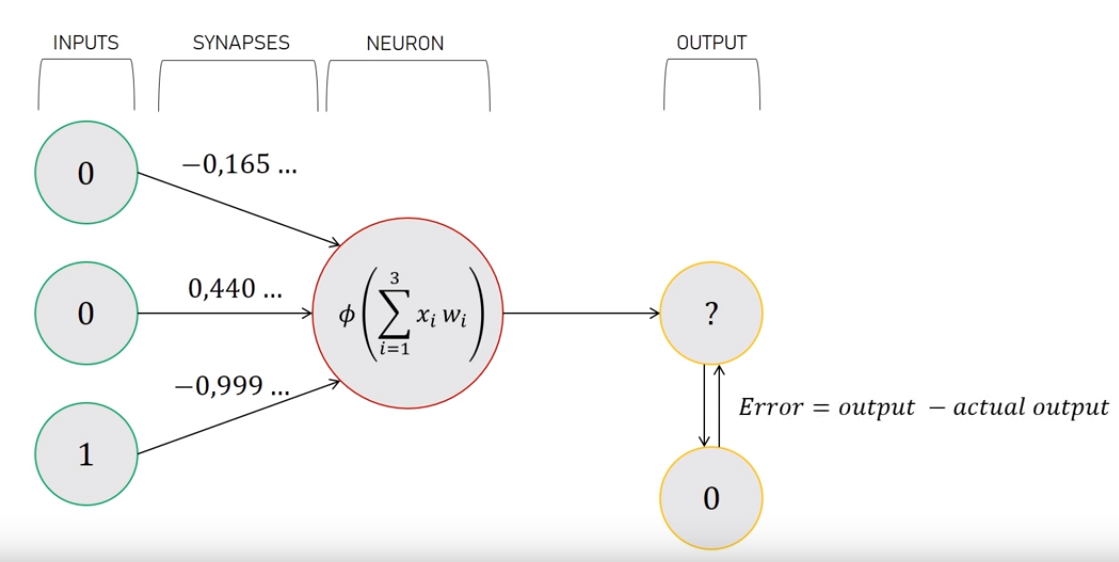 INPUTS SYNAPSES NEURON OUTPUT
0 −0,165 ...
0 0,440 ... ϕ(∑_{i=1}^{3} x_i w_i) ?
−0,999 ...
1
Error = output − actual output
0